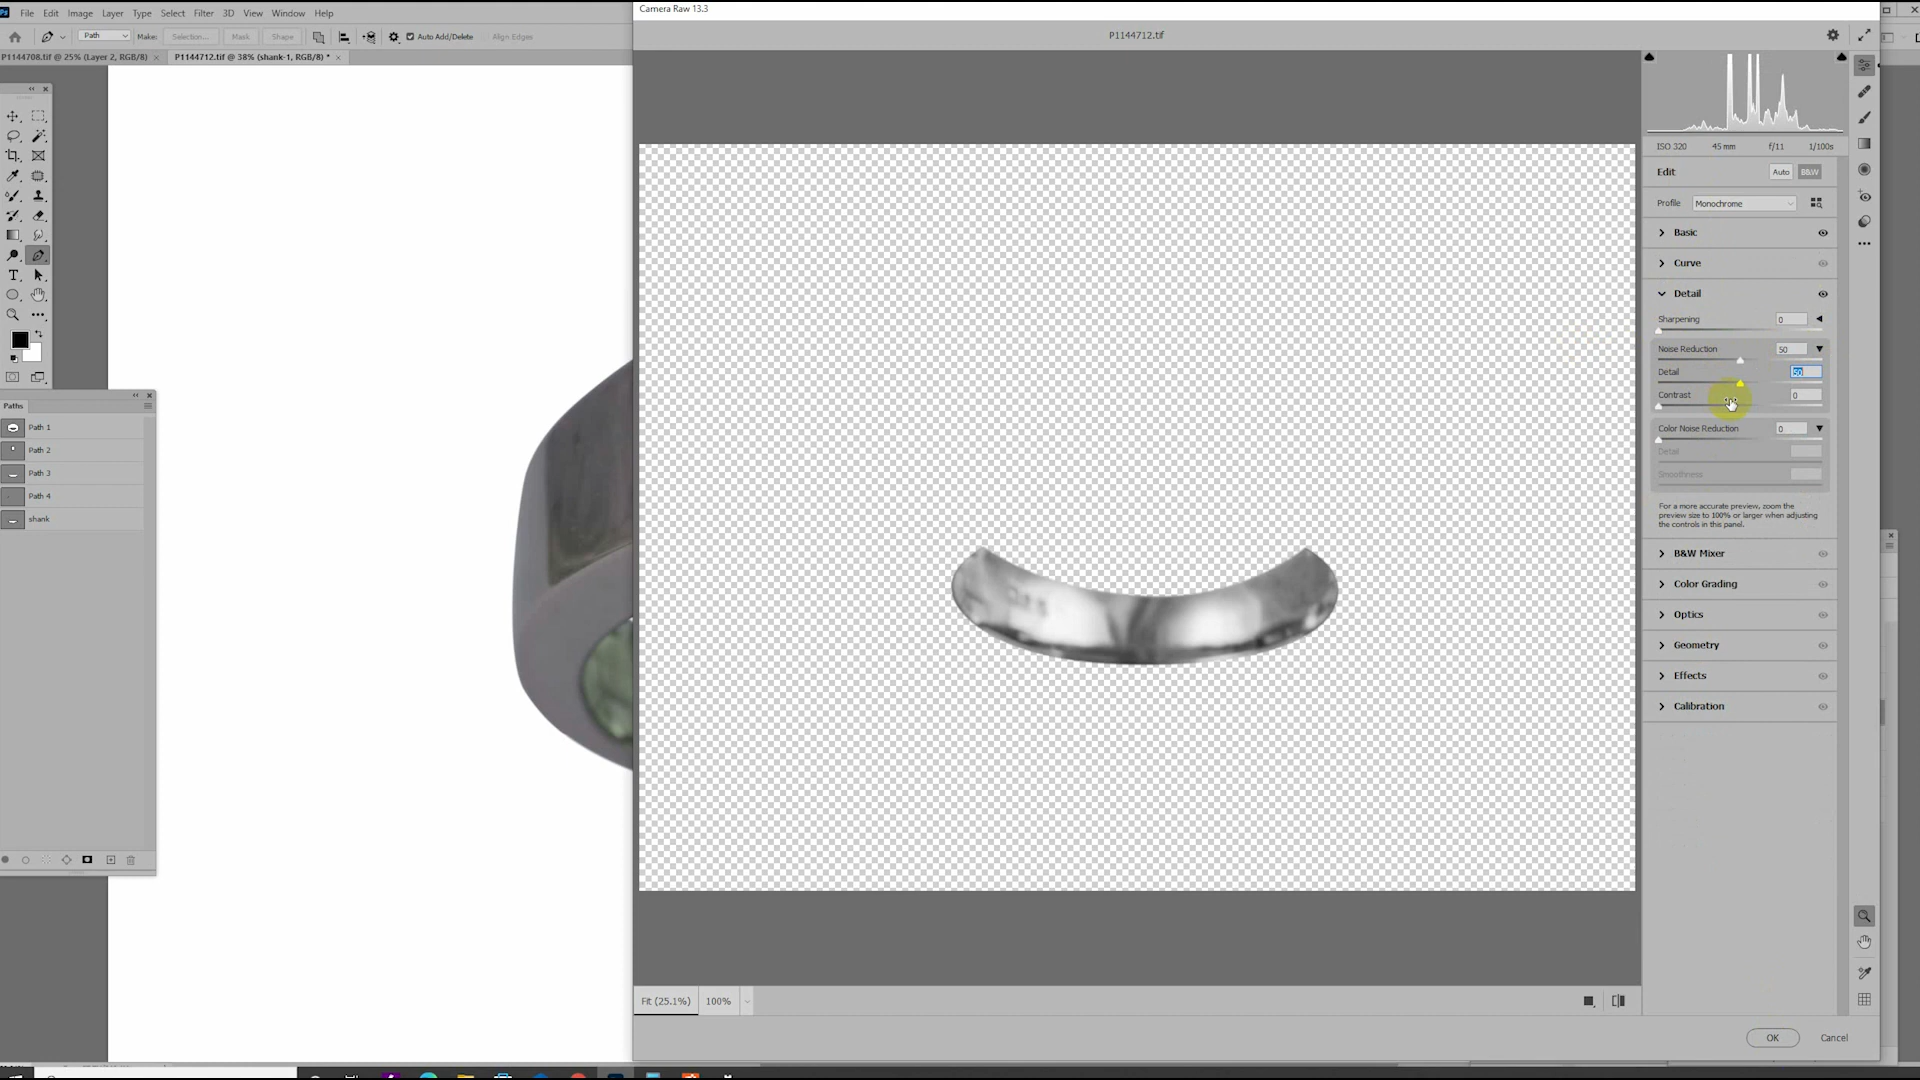 Camera Raw 13.3
File Edit Image Layer Type Select Filter 3D View Window Help
P1144712.tif
Path Make: Selection... Mask Shape Auto Add/Delete Align Edges
P1144708.tif @ 25% (Layer 2, RGB/8) × P1144712.tif @ 38% (shank-1, RGB/8) * ×
ISO 320 45 mm f/11 1/100s
Edit Auto B&W
Profile Monochrome
Basic
Curve
Detail
Sharpening 0
Noise Reduction 50
Detail 50
Contrast 0
Color Noise Reduction 0
Detail
Smoothness
For a more accurate preview, zoom the
preview size to 100% or larger when adjusting
the controls in this panel.
B&W Mixer
Color Grading
Optics
Geometry
Effects
Calibration
Paths
Path 1
Path 2
Path 3
Path 4
shank
Fit (25.1%) 100%
OK Cancel